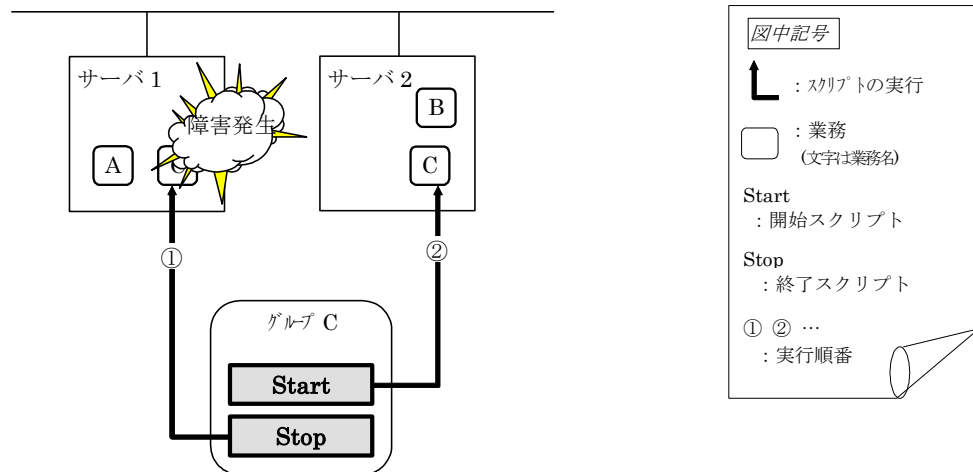 サーバ 1
障害発生
A
サーバ 2
B
C
①
②
ｸﾞﾙｰﾌﾟ C
Start
Stop
図中記号
：ｽｸﾘﾌﾟﾄの実行
：業務
(文字は業務名)
Start
：開始スクリプト
Stop
：終了スクリプト
① ② …
：実行順番